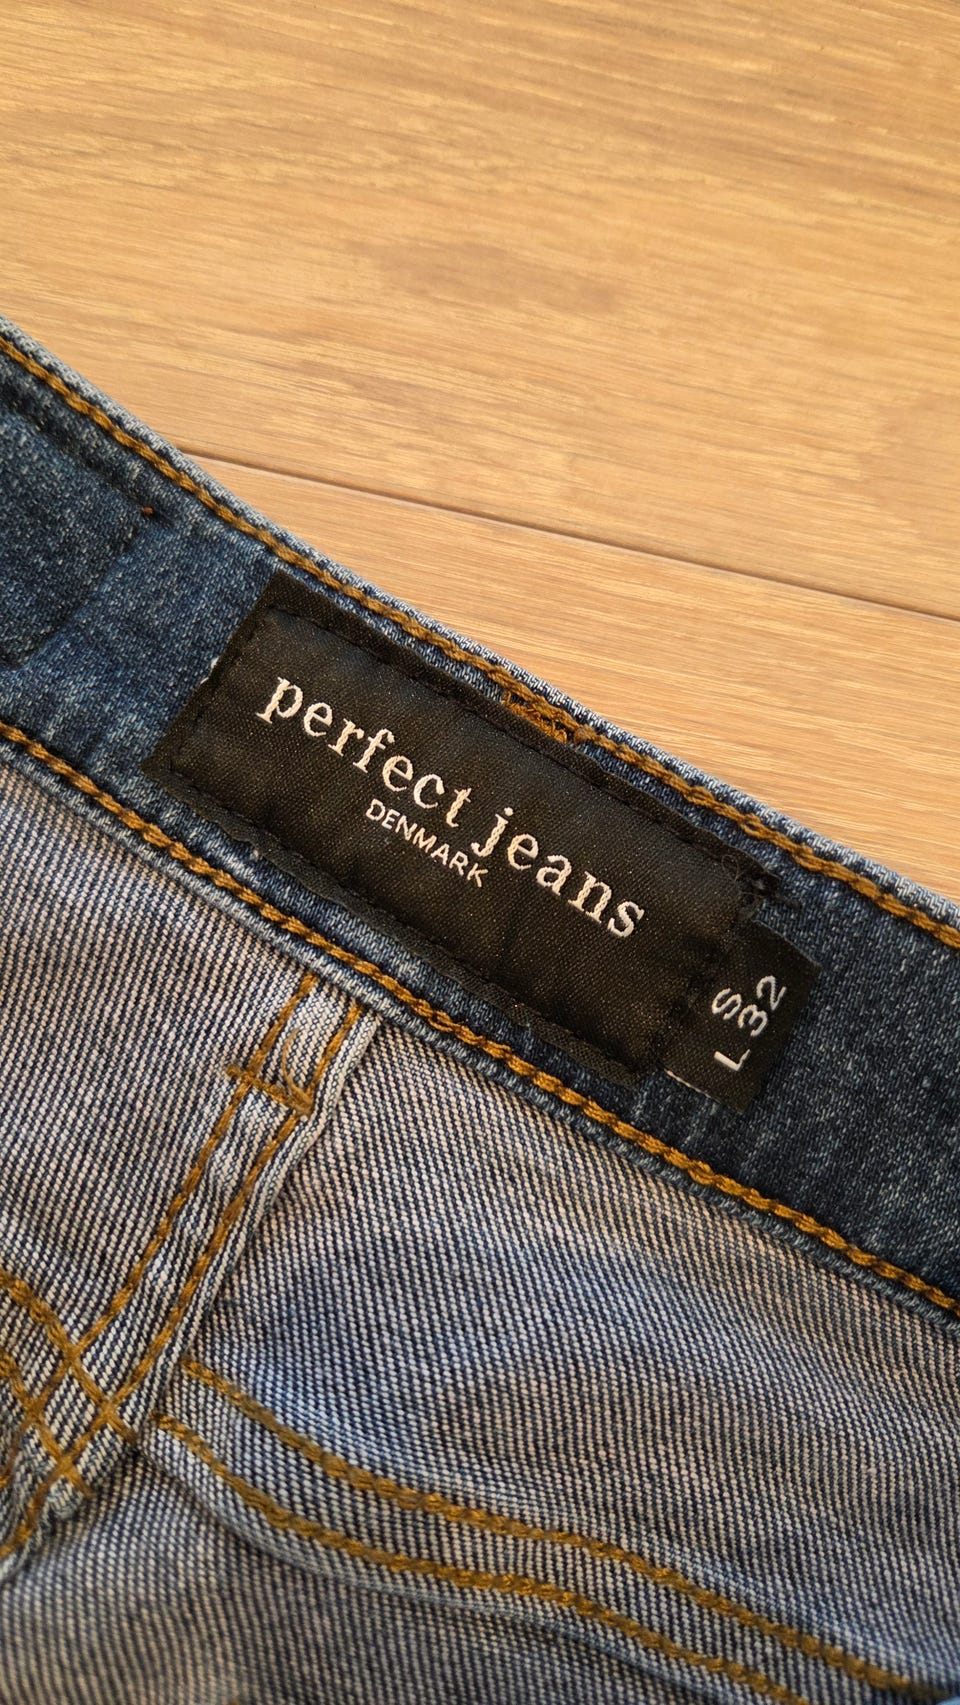 perfect jeans
DENMARK
S
L 32